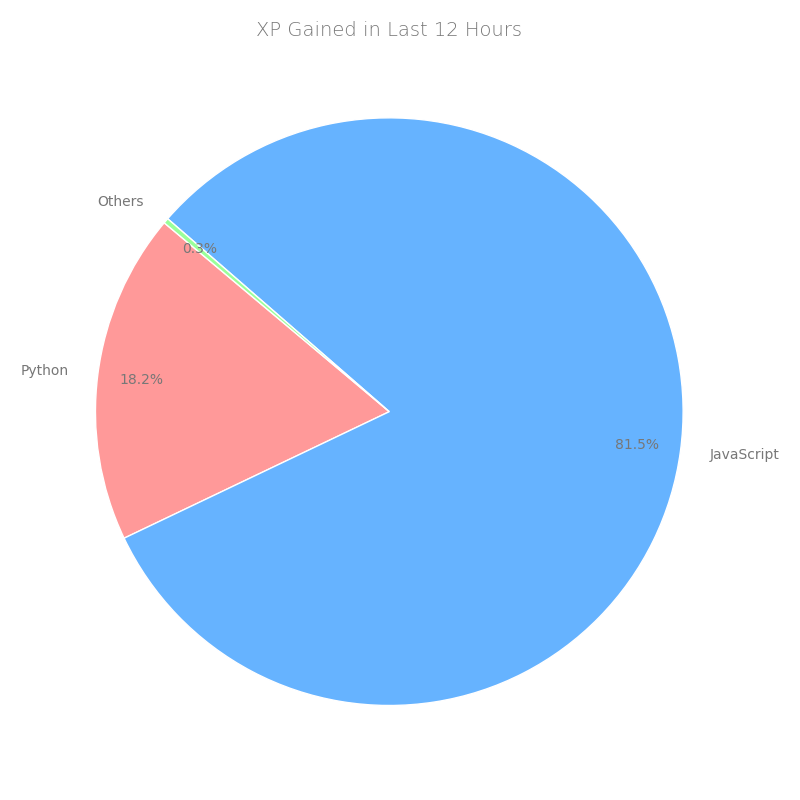 XP Gained in Last 12 Hours
Others
0.3%
Python
18.2%
81.5%
JavaScript